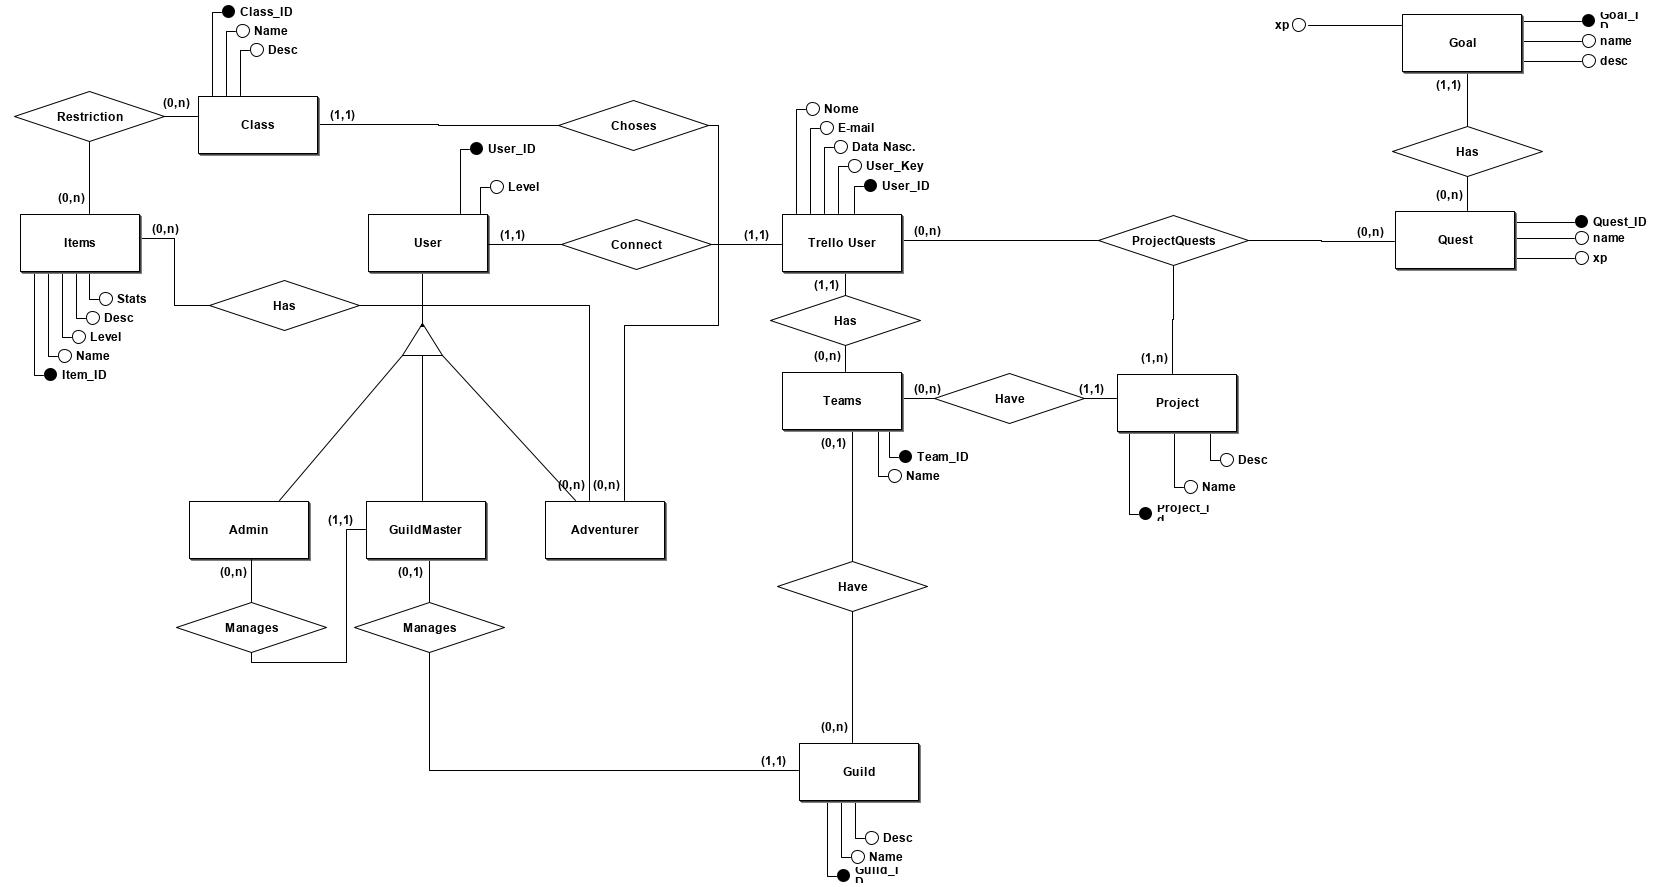 Class_ID
Name
Desc
Restriction
(0,n)
Class
(1,1)
Choses
(0,n)
Items
(0,n)
Stats
Desc
Level
Name
Item_ID
Has
User_ID
Level
User
(1,1)
Connect
(1,1)
Nome
E-mail
Data Nasc.
User_Key
User_ID
Trello User
(0,n)
ProjectQuests
(0,n)
xp
Goal
Goal_I
D
name
desc
(1,1)
Has
(0,n)
Quest
Quest_ID
name
xp
(1,1)
Has
(0,n)
Teams
(0,n)
Have
(1,1)
(1,n)
Project
Desc
Name
Project_I
d
(0,1)
Team_ID
Name
(0,n)
(0,n)
Admin
(1,1)
GuildMaster
Adventurer
(0,n)
(0,1)
Manages
Manages
Have
(0,n)
(1,1)
Guild
Desc
Name
Guild_I
D